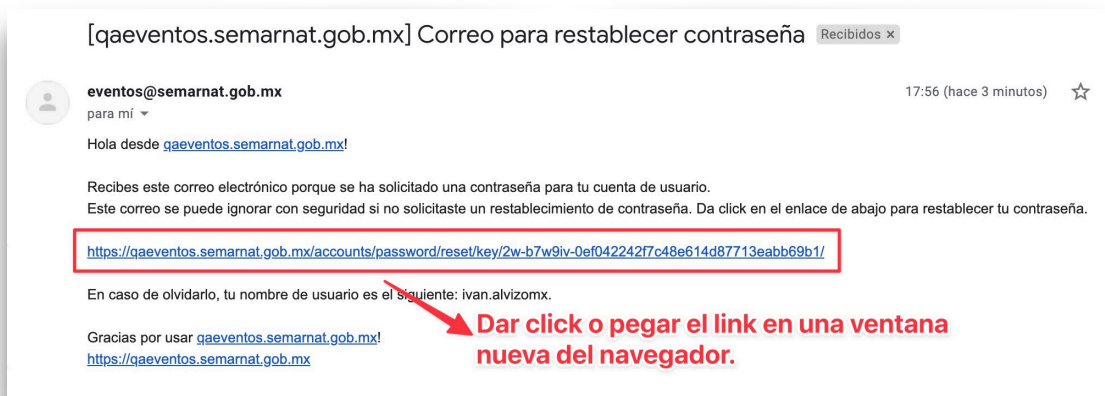 [qaeventos.semarnat.gob.mx] Correo para restablecer contraseña Recibidos x
eventos@semarnat.gob.mx 17:56 (hace 3 minutos)
para mí
Hola desde qaeventos.semarnat.gob.mx!
Recibes este correo electrónico porque se ha solicitado una contraseña para tu cuenta de usuario.
Este correo se puede ignorar con seguridad si no solicitaste un restablecimiento de contraseña. Da click en el enlace de abajo para restablecer tu contraseña.
https://qaeventos.semarnat.gob.mx/accounts/password/reset/key/2w-b7w9iv-0ef042242f7c48e614d87713eabb69b1/
En caso de olvidarlo, tu nombre de usuario es el siguiente: ivan.alvizomx.
Gracias por usar qaeventos.semarnat.gob.mx!
https://qaeventos.semarnat.gob.mx
Dar click o pegar el link en una ventana
nueva del navegador.